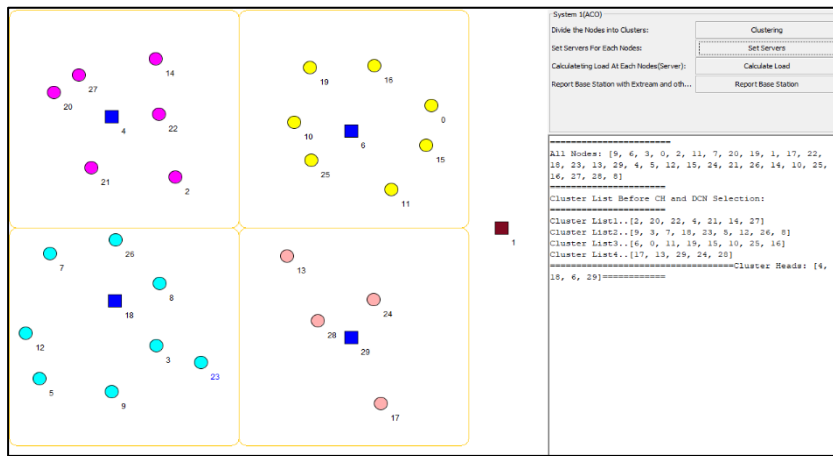 System 1(ACO)
Divide the Nodes into Clusters:
Clustering
Set Servers For Each Nodes:
Set Servers
Calculateting Load At Each Nodes(Server):
Calculate Load
Report Base Station with Extream and oth...
Report Base Station
14
27
20
4
22
21
2
19
16
0
10
6
15
25
11
1
26
7
8
18
12
3
23
5
9
13
24
28
29
17
=======================
All Nodes: [9, 6, 3, 0, 2, 11, 7, 20, 19, 1, 17, 22,
18, 23, 13, 29, 4, 5, 12, 15, 24, 21, 26, 14, 10, 25,
16, 27, 28, 8]
======================
Cluster List Before CH and DCN Selection:
======================
Cluster List1..[2, 20, 22, 4, 21, 14, 27]
Cluster List2..[9, 3, 7, 18, 23, 5, 12, 26, 8]
Cluster List3..[6, 0, 11, 19, 15, 10, 25, 16]
Cluster List4..[17, 13, 29, 24, 28]
===================================Cluster Heads: [4,
18, 6, 29]============